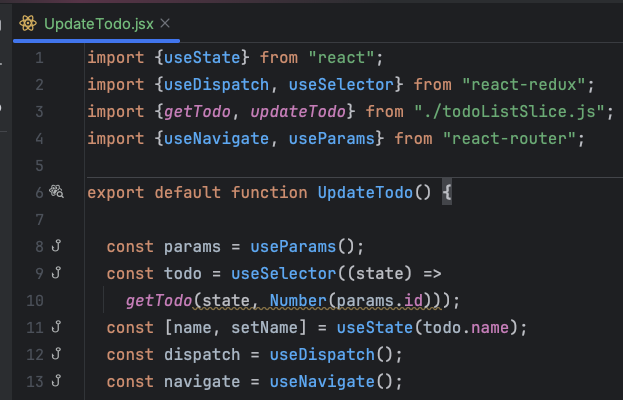 UpdateTodo.jsx
1 import {useState} from "react";
2 import {useDispatch, useSelector} from "react-redux";
3 import {getTodo, updateTodo} from "./todoListSlice.js";
4 import {useNavigate, useParams} from "react-router";
5
6 export default function UpdateTodo() {
7
8 const params = useParams();
9 const todo = useSelector((state) =>
10 getTodo(state, Number(params.id)));
11 const [name, setName] = useState(todo.name);
12 const dispatch = useDispatch();
13 const navigate = useNavigate();